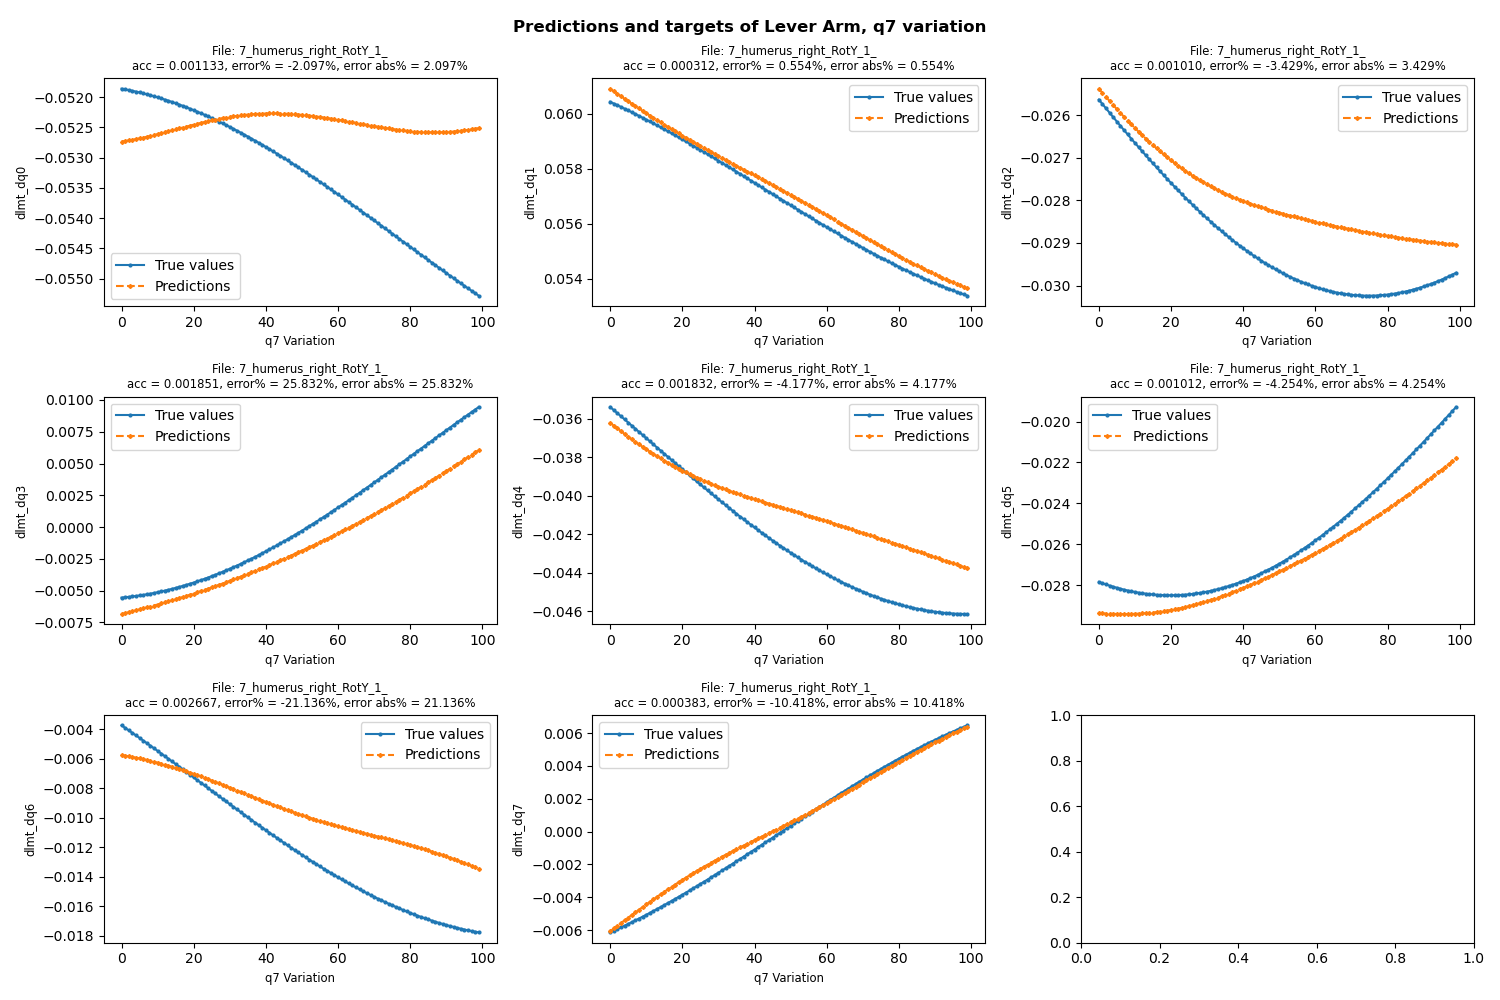 Predictions and targets of Lever Arm, q7 variation
File: 7_humerus_right_RotY_1_
acc = 0.001133, error% = -2.097%, error abs% = 2.097%
−0.0520
−0.0525
−0.0530
−0.0535
−0.0540
−0.0545
−0.0550
dlmt_dq0
True values
Predictions
0 20 40 60 80 100
q7 Variation
File: 7_humerus_right_RotY_1_
acc = 0.000312, error% = 0.554%, error abs% = 0.554%
0.060
0.058
0.056
0.054
dlmt_dq1
True values
Predictions
0 20 40 60 80 100
q7 Variation
File: 7_humerus_right_RotY_1_
acc = 0.001010, error% = -3.429%, error abs% = 3.429%
−0.026
−0.027
−0.028
−0.029
−0.030
dlmt_dq2
True values
Predictions
0 20 40 60 80 100
q7 Variation
File: 7_humerus_right_RotY_1_
acc = 0.001851, error% = 25.832%, error abs% = 25.832%
0.0100
0.0075
0.0050
0.0025
0.0000
−0.0025
−0.0050
−0.0075
dlmt_dq3
True values
Predictions
0 20 40 60 80 100
q7 Variation
File: 7_humerus_right_RotY_1_
acc = 0.001832, error% = -4.177%, error abs% = 4.177%
−0.036
−0.038
−0.040
−0.042
−0.044
−0.046
dlmt_dq4
True values
Predictions
0 20 40 60 80 100
q7 Variation
File: 7_humerus_right_RotY_1_
acc = 0.001012, error% = -4.254%, error abs% = 4.254%
−0.020
−0.022
−0.024
−0.026
−0.028
dlmt_dq5
True values
Predictions
0 20 40 60 80 100
q7 Variation
File: 7_humerus_right_RotY_1_
acc = 0.002667, error% = -21.136%, error abs% = 21.136%
−0.004
−0.006
−0.008
−0.010
−0.012
−0.014
−0.016
−0.018
dlmt_dq6
True values
Predictions
0 20 40 60 80 100
q7 Variation
File: 7_humerus_right_RotY_1_
acc = 0.000383, error% = -10.418%, error abs% = 10.418%
0.006
0.004
0.002
0.000
−0.002
−0.004
−0.006
dlmt_dq7
True values
Predictions
0 20 40 60 80 100
q7 Variation
1.0
0.8
0.6
0.4
0.2
0.0
0.0 0.2 0.4 0.6 0.8 1.0